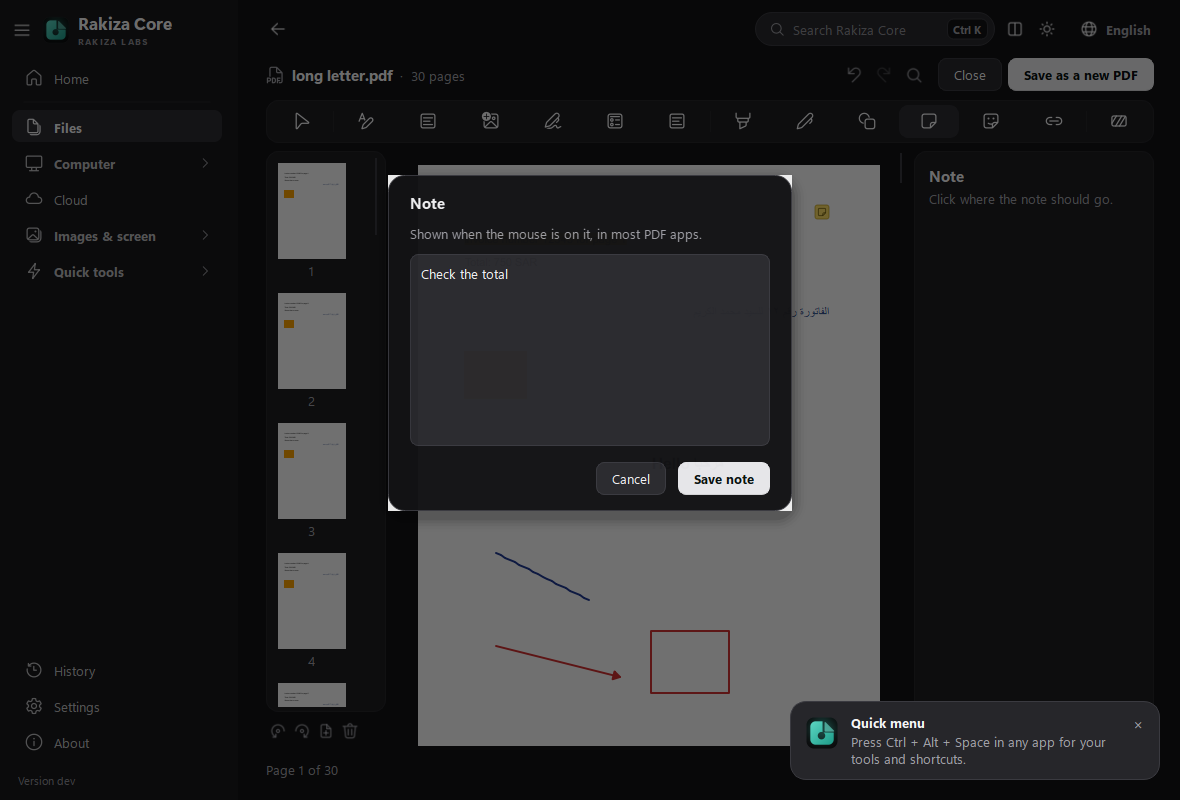 Rakiza Core
RAKIZA LABS
Search Rakiza Core
Ctrl K
English
Home
Files
Computer
Cloud
Images & screen
Quick tools
PDF
long letter.pdf · 30 pages
Close
Save as a new PDF
1
2
3
4
Note
Shown when the mouse is on it, in most PDF apps.
Check the total
Cancel
Save note
الفاتورة
Note
Click where the note should go.
History
Settings
About
Version dev
Page 1 of 30
Quick menu
×
Press Ctrl + Alt + Space in any app for your
tools and shortcuts.